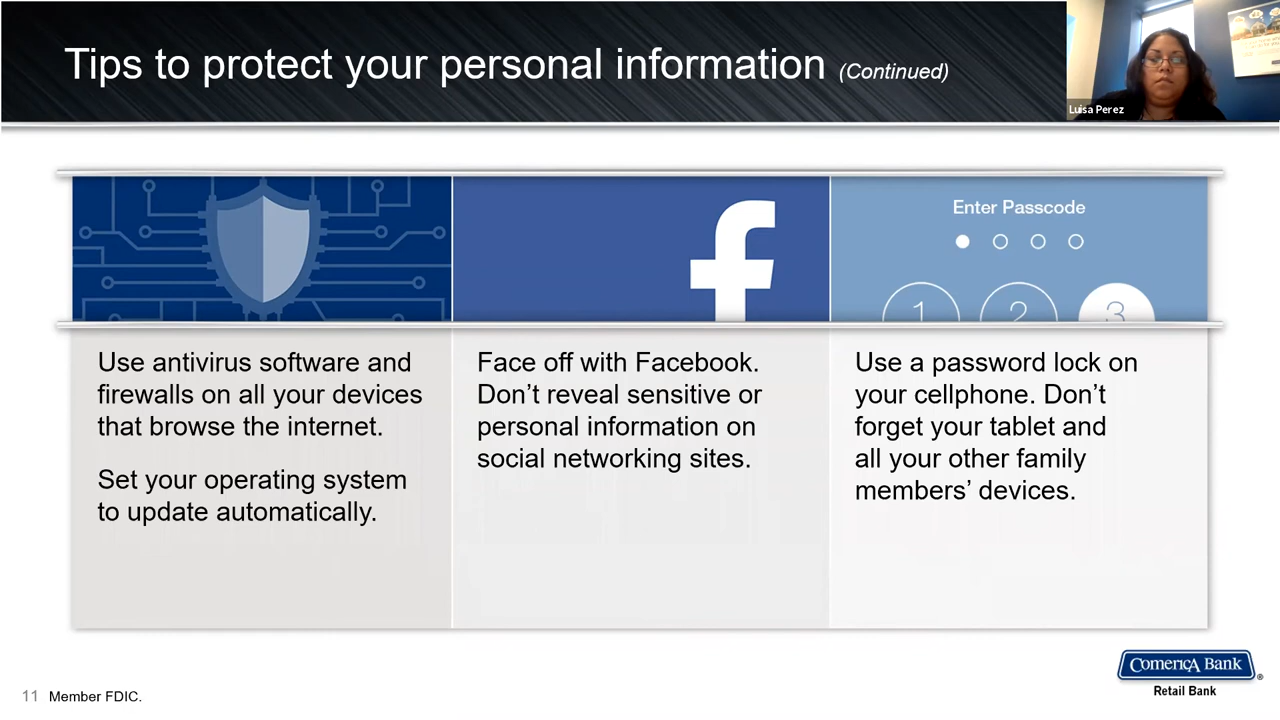 Tips to protect your personal information (Continued)
Luisa Perez
Enter Passcode
1 2 3
Use antivirus software and
firewalls on all your devices
that browse the internet.
Set your operating system
to update automatically.
Face off with Facebook.
Don’t reveal sensitive or
personal information on
social networking sites.
Use a password lock on
your cellphone. Don’t
forget your tablet and
all your other family
members’ devices.
ComericA Bank
®
Retail Bank
11 Member FDIC.